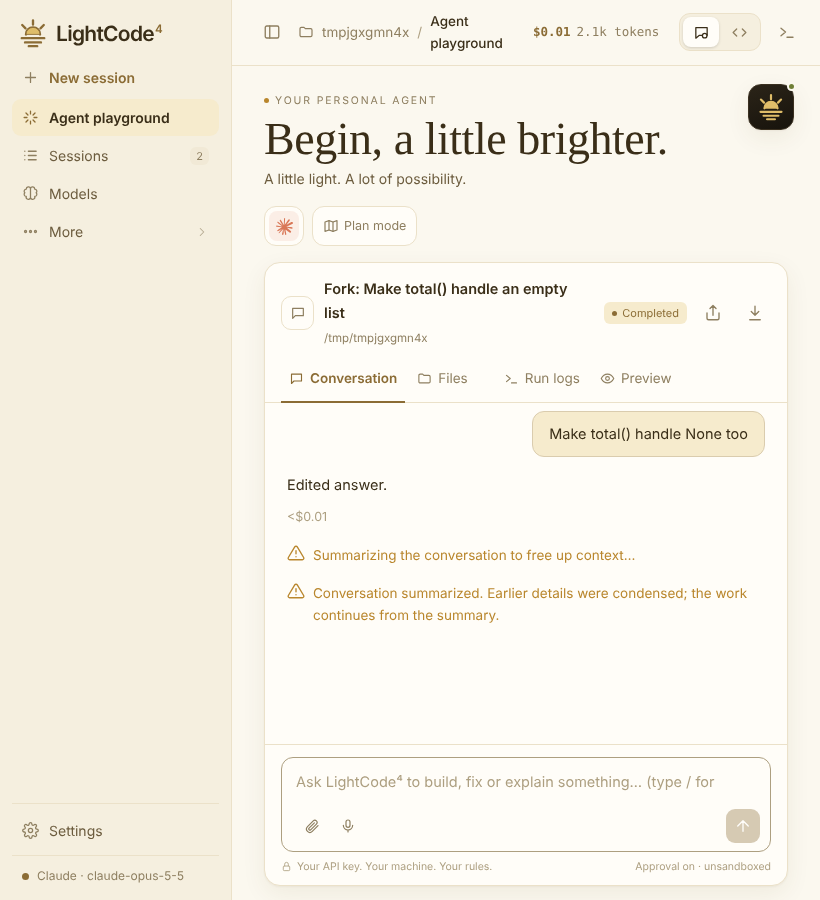 LightCode⁴
New session
Agent playground
Sessions 2
Models
More
Settings
Claude · claude-opus-5-5
tmpjgxgmn4x / Agent playground
$0.01 2.1k tokens
YOUR PERSONAL AGENT
Begin, a little brighter.
A little light. A lot of possibility.
Plan mode
Fork: Make total() handle an empty
list
/tmp/tmpjgxgmn4x
Completed
Conversation Files Run logs Preview
Make total() handle None too
Edited answer.
<$0.01
Summarizing the conversation to free up context...
Conversation summarized. Earlier details were condensed; the work
continues from the summary.
Ask LightCode⁴ to build, fix or explain something... (type / for
Your API key. Your machine. Your rules.
Approval on · unsandboxed